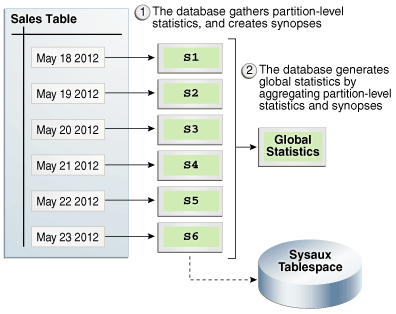 Sales Table
1 The database gathers partition-level
statistics, and creates synopses
May 18 2012
S1
May 19 2012
S2
May 20 2012
S3
May 21 2012
S4
May 22 2012
S5
May 23 2012
S6
2 The database generates
global statistics by
aggregating partition-level
statistics and synopses
Global
Statistics
Sysaux
Tablespace